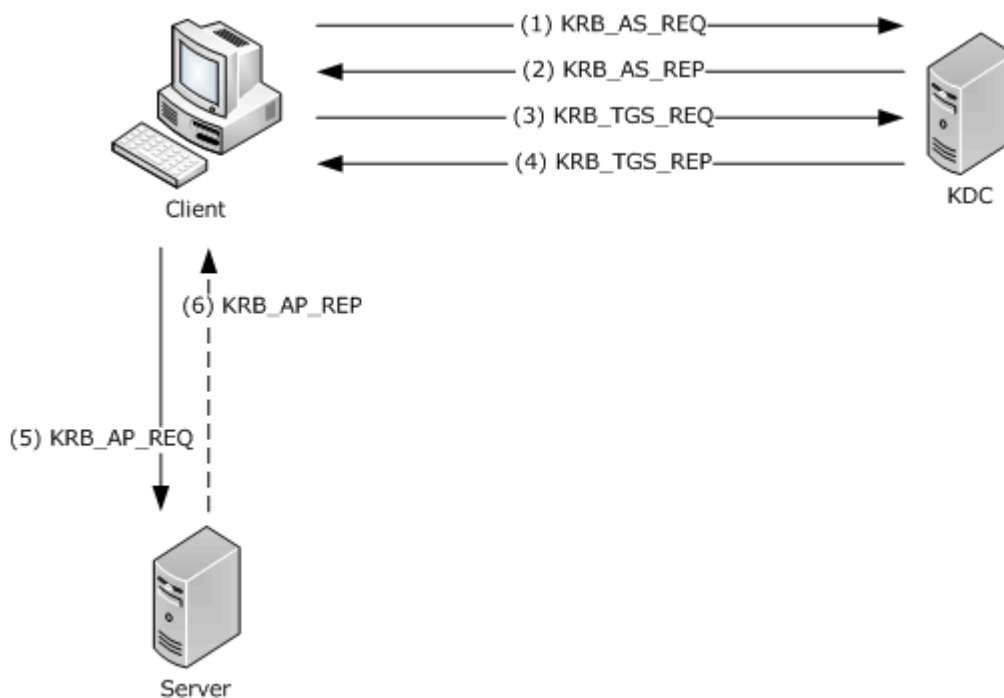 (1) KRB_AS_REQ
(2) KRB_AS_REP
(3) KRB_TGS_REQ
(4) KRB_TGS_REP
Client
KDC
(6) KRB_AP_REP
(5) KRB_AP_REQ
Server